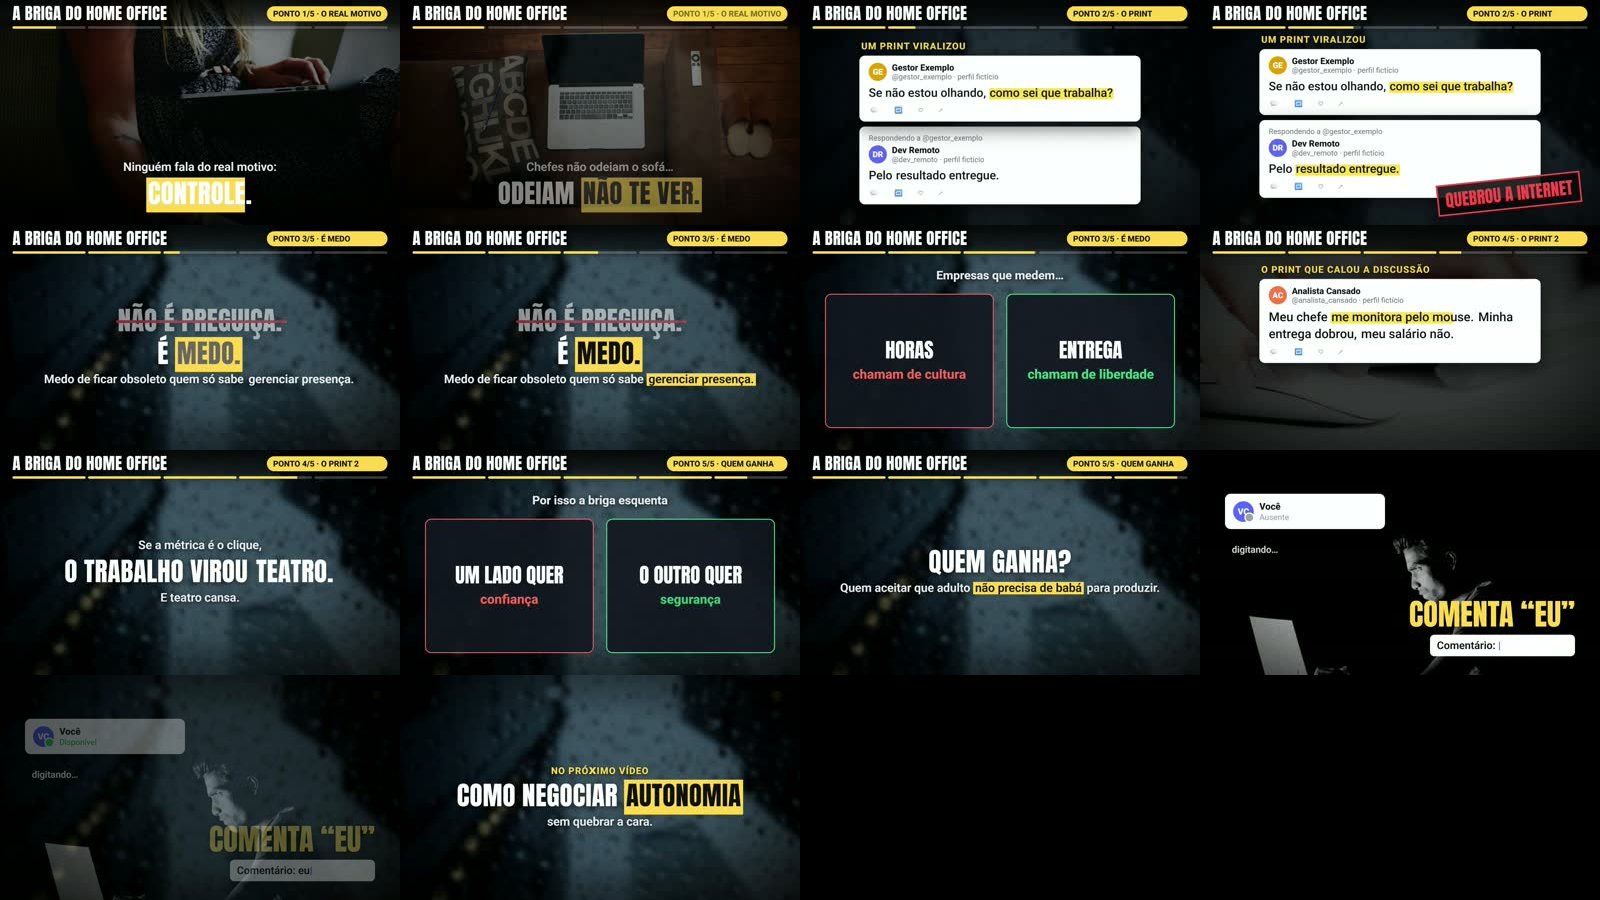 A BRIGA DO HOME OFFICE
PONTO 1/5 · O REAL MOTIVO
Ninguém fala do real motivo:
CONTROLE.
A BRIGA DO HOME OFFICE
PONTO 1/5 · O REAL MOTIVO
Chefes não odeiam o sofá...
ODEIAM NÃO TE VER.
A BRIGA DO HOME OFFICE
PONTO 2/5 · O PRINT
UM PRINT VIRALIZOU
GE
Gestor Exemplo
@gestor_exemplo · perfil fictício
Se não estou olhando, como sei que trabalha?
Respondendo a @gestor_exemplo
DR
Dev Remoto
@dev_remoto · perfil fictício
Pelo resultado entregue.
A BRIGA DO HOME OFFICE
PONTO 2/5 · O PRINT
UM PRINT VIRALIZOU
GE
Gestor Exemplo
@gestor_exemplo · perfil fictício
Se não estou olhando, como sei que trabalha?
Respondendo a @gestor_exemplo
DR
Dev Remoto
@dev_remoto · perfil fictício
Pelo resultado entregue.
QUEBROU A INTERNET
A BRIGA DO HOME OFFICE
PONTO 3/5 · É MEDO
NÃO É PREGUIÇA.
É MEDO.
Medo de ficar obsoleto quem só sabe gerenciar presença.
A BRIGA DO HOME OFFICE
PONTO 3/5 · É MEDO
NÃO É PREGUIÇA.
É MEDO.
Medo de ficar obsoleto quem só sabe gerenciar presença.
A BRIGA DO HOME OFFICE
PONTO 3/5 · É MEDO
Empresas que medem...
HORAS
chamam de cultura
ENTREGA
chamam de liberdade
A BRIGA DO HOME OFFICE
PONTO 4/5 · O PRINT 2
O PRINT QUE CALOU A DISCUSSÃO
AC
Analista Cansado
@analista_cansado · perfil fictício
Meu chefe me monitora pelo mouse. Minha
entrega dobrou, meu salário não.
A BRIGA DO HOME OFFICE
PONTO 4/5 · O PRINT 2
Se a métrica é o clique,
O TRABALHO VIROU TEATRO.
E teatro cansa.
A BRIGA DO HOME OFFICE
PONTO 5/5 · QUEM GANHA
Por isso a briga esquenta
UM LADO QUER
confiança
O OUTRO QUER
segurança
A BRIGA DO HOME OFFICE
PONTO 5/5 · QUEM GANHA
QUEM GANHA?
Quem aceitar que adulto não precisa de babá para produzir.
VC
Você
Ausente
digitando...
COMENTA “EU”
Comentário:
VC
Você
Disponível
digitando...
COMENTA “EU”
Comentário: eu
NO PRÓXIMO VÍDEO
COMO NEGOCIAR AUTONOMIA
sem quebrar a cara.